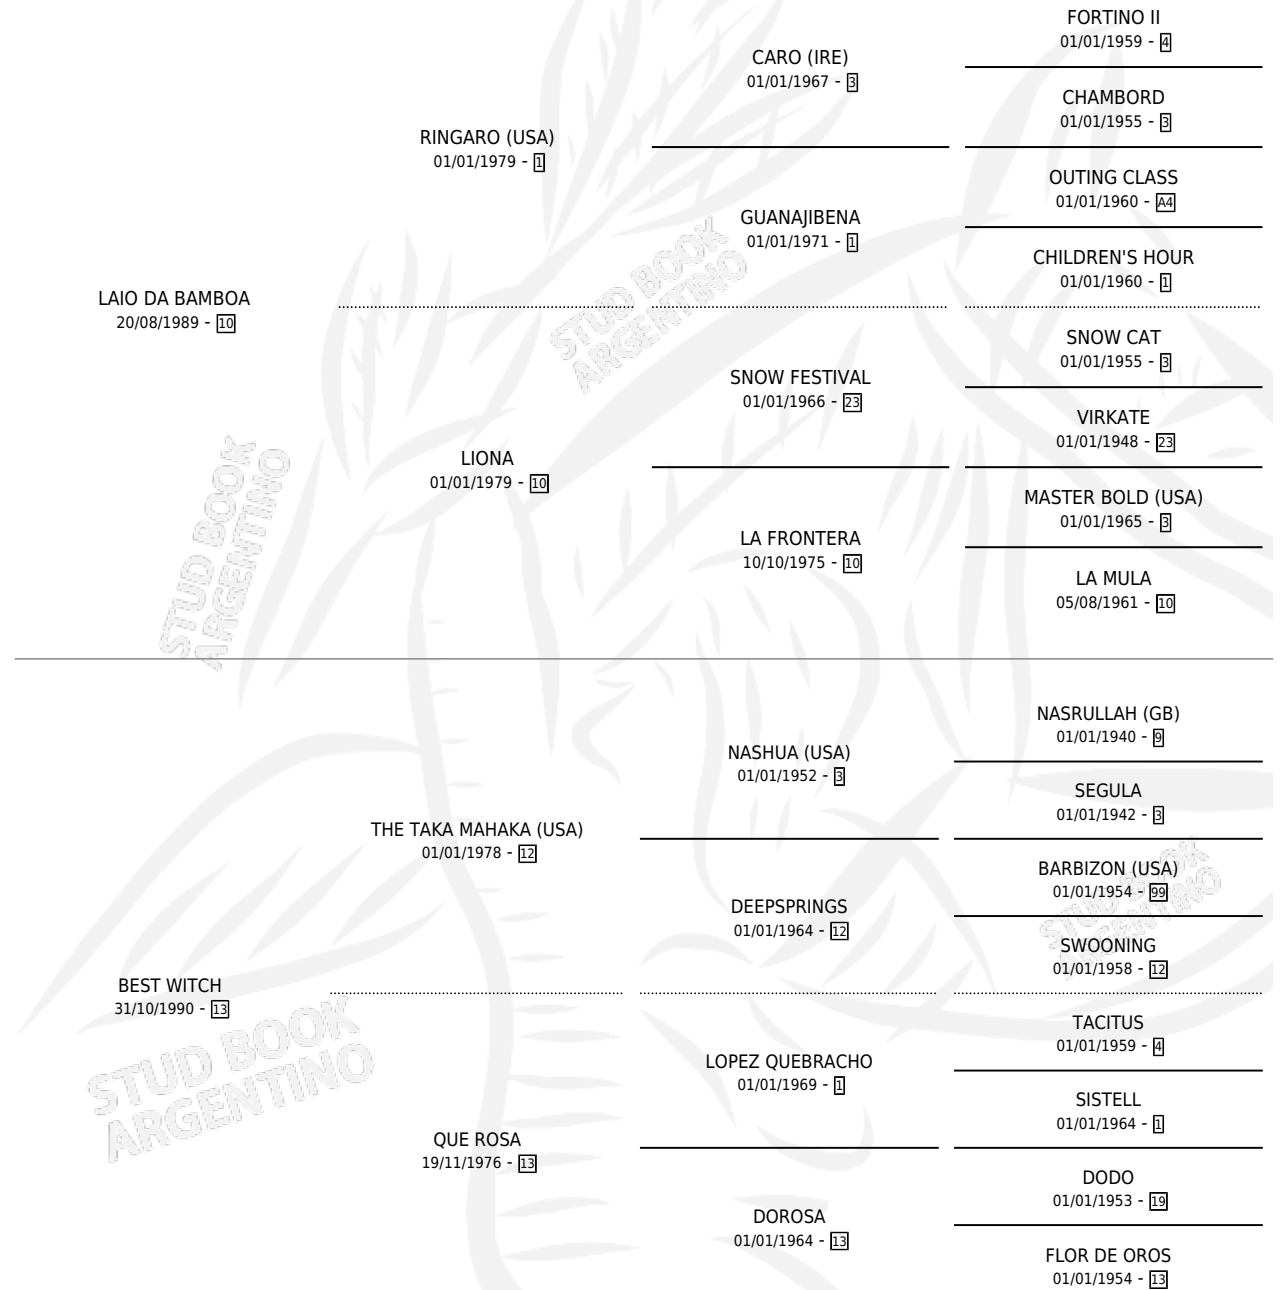 FORTINO II
01/01/1959 - 4
CARO (IRE)
01/01/1967 - 3
CHAMBORD
01/01/1955 - 3
RINGARO (USA)
01/01/1979 - 1
OUTING CLASS
01/01/1960 - A4
GUANAJIBENA
01/01/1971 - 1
CHILDREN'S HOUR
01/01/1960 - 1
LAIO DA BAMBOA
20/08/1989 - 10
SNOW CAT
01/01/1955 - 3
SNOW FESTIVAL
01/01/1966 - 23
VIRKATE
01/01/1948 - 23
LIONA
01/01/1979 - 10
MASTER BOLD (USA)
01/01/1965 - 3
LA FRONTERA
10/10/1975 - 10
LA MULA
05/08/1961 - 10
STUD BOOK
ARGENTINO
STUD BOOK
ARGENTINO
NASRULLAH (GB)
01/01/1940 - 9
NASHUA (USA)
01/01/1952 - 3
SEGULA
01/01/1942 - 3
THE TAKA MAHAKA (USA)
01/01/1978 - 12
BARBIZON (USA)
01/01/1954 - 99
DEEPSPRINGS
01/01/1964 - 12
SWOONING
01/01/1958 - 12
BEST WITCH
31/10/1990 - 13
TACITUS
01/01/1959 - 4
LOPEZ QUEBRACHO
01/01/1969 - 1
SISTELL
01/01/1964 - 1
QUE ROSA
19/11/1976 - 13
DODO
01/01/1953 - 19
DOROSA
01/01/1964 - 13
FLOR DE OROS
01/01/1954 - 13
STUD BOOK
ARGENTINO
STUD BOOK
ARGENTINO